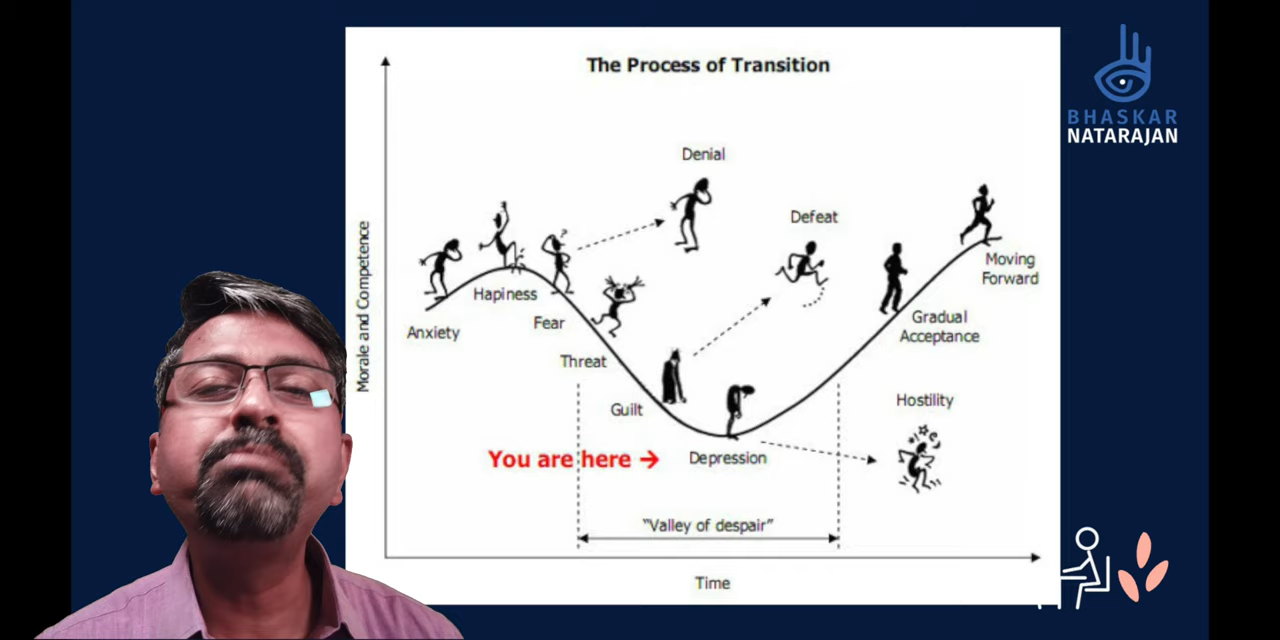 The Process of Transition
BHASKAR
NATARAJAN
Denial
Defeat
Morale and Competence
Hapiness
Anxiety
Fear
Threat
Guilt
Moving
Forward
Gradual
Acceptance
Hostility
You are here →
Depression
"Valley of despair"
Time
?